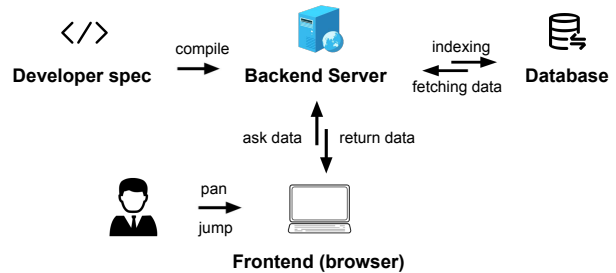 </>
compile
Developer spec
Backend Server
indexing
fetching data
Database
ask data
return data
pan
jump
Frontend (browser)